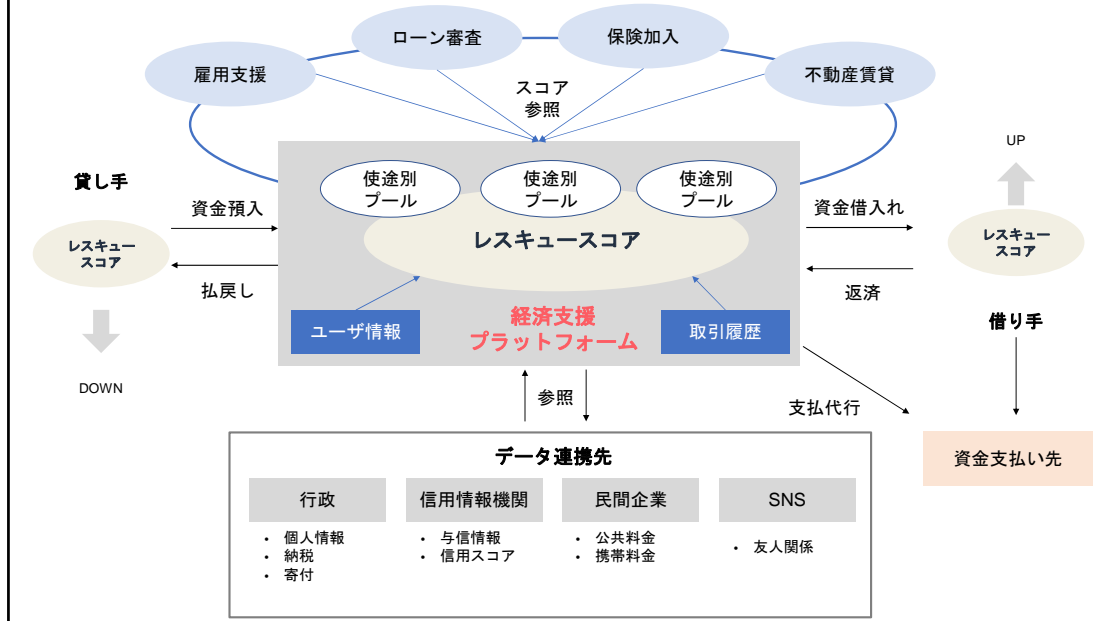 ローン審査
保険加入
雇用支援
不動産賃貸
スコア
参照
UP
貸し手
使途別
プール
使途別
プール
使途別
プール
資金預入
資金借入れ
レスキュー
スコア
レスキュースコア
レスキュー
スコア
払戻し
返済
ユーザ情報
経済支援
プラットフォーム
取引履歴
借り手
DOWN
参照
支払代行
データ連携先
資金支払い先
行政
信用情報機関
民間企業
SNS
• 個人情報
• 納税
• 寄付
• 与信情報
• 信用スコア
• 公共料金
• 携帯料金
• 友人関係